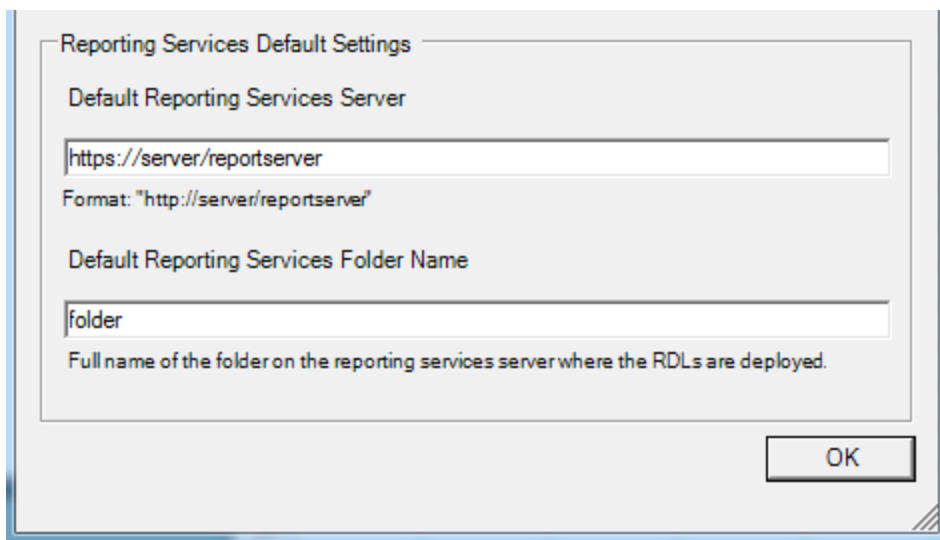 Reporting Services Default Settings
Default Reporting Services Server
https://server/reportserver
Format: "http://server/reportserver"
Default Reporting Services Folder Name
folder
Full name of the folder on the reporting services server where the RDLs are deployed.
OK